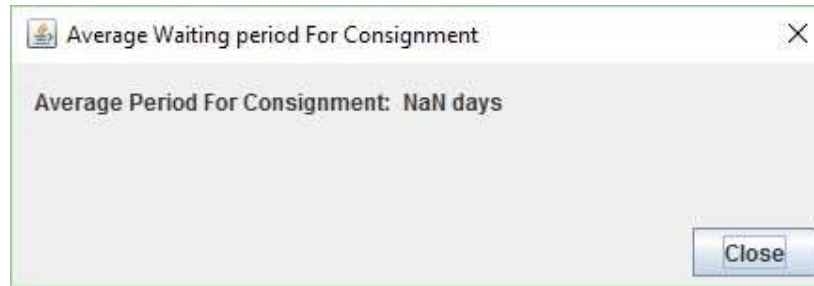 Average Waiting period For Consignment
Average Period For Consignment: NaN days
Close